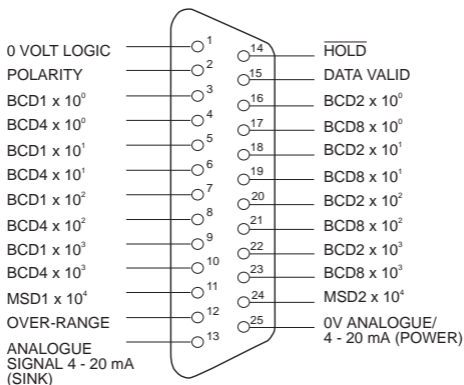 0 VOLT LOGIC
POLARITY
BCD1 x 10⁰
BCD4 x 10⁰
BCD1 x 10¹
BCD4 x 10¹
BCD1 x 10²
BCD4 x 10²
BCD1 x 10³
BCD4 x 10³
MSD1 x 10⁴
OVER-RANGE
ANALOGUE
SIGNAL 4 - 20 mA
(SINK)
1
2
3
4
5
6
7
8
9
10
11
12
13
14
15
16
17
18
19
20
21
22
23
24
25
HOLD
DATA VALID
BCD2 x 10⁰
BCD8 x 10⁰
BCD2 x 10¹
BCD8 x 10¹
BCD2 x 10²
BCD8 x 10²
BCD2 x 10³
BCD8 x 10³
MSD2 x 10⁴
0V ANALOGUE/
4 - 20 mA (POWER)